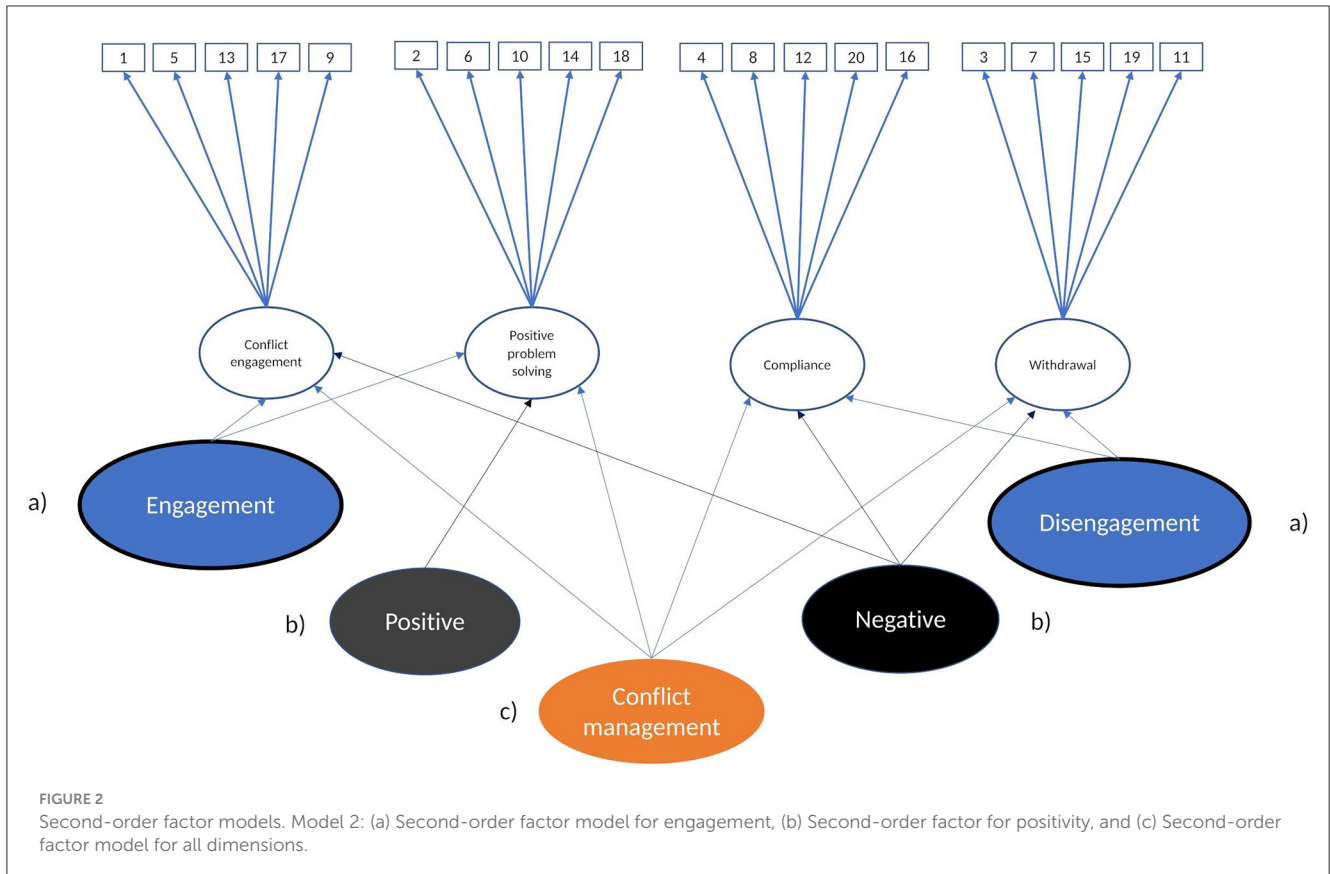 1 5 13 17 9 2 6 10 14 18 4 8 12 20 16 3 7 15 19 11
Conflict
engagement
Positive
problem
solving
Compliance
Withdrawal
a)
Engagement
Disengagement
a)
b)
Positive
Negative
b)
c)
Conflict
management
FIGURE 2
Second-order factor models. Model 2: (a) Second-order factor model for engagement, (b) Second-order factor for positivity, and (c) Second-order
factor model for all dimensions.